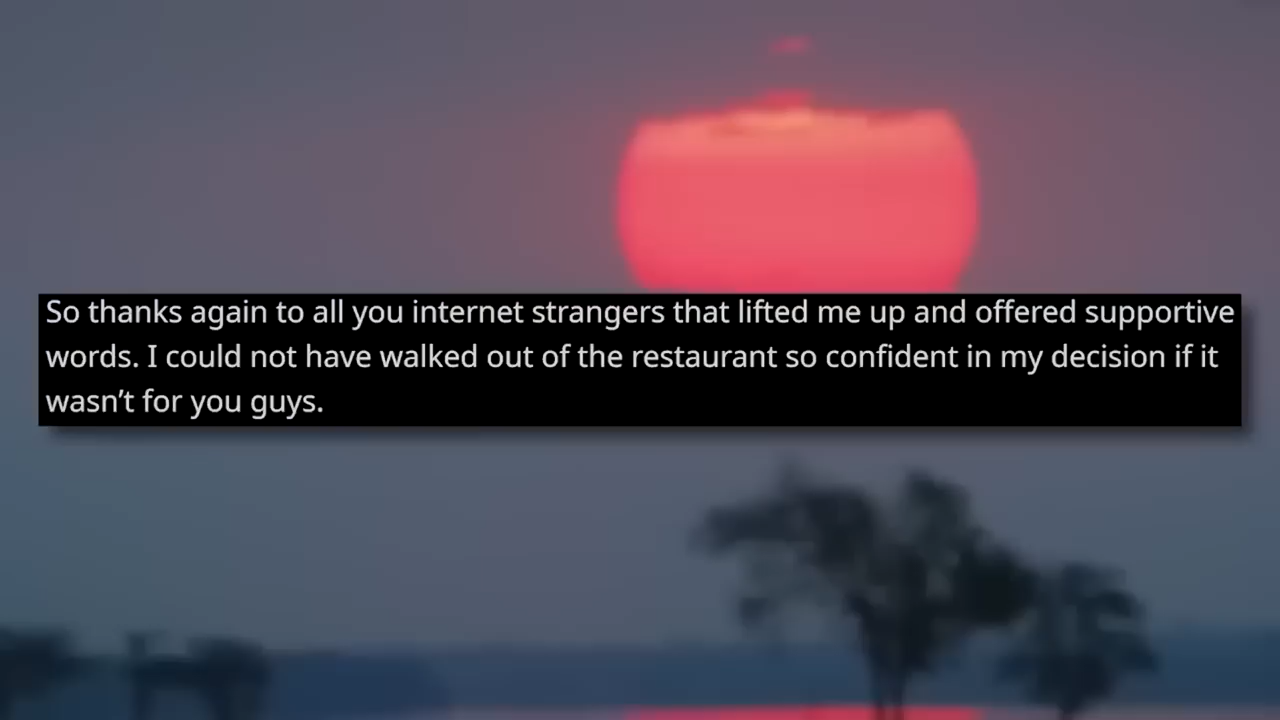 So thanks again to all you internet strangers that lifted me up and offered supportive
words. I could not have walked out of the restaurant so confident in my decision if it
wasn’t for you guys.